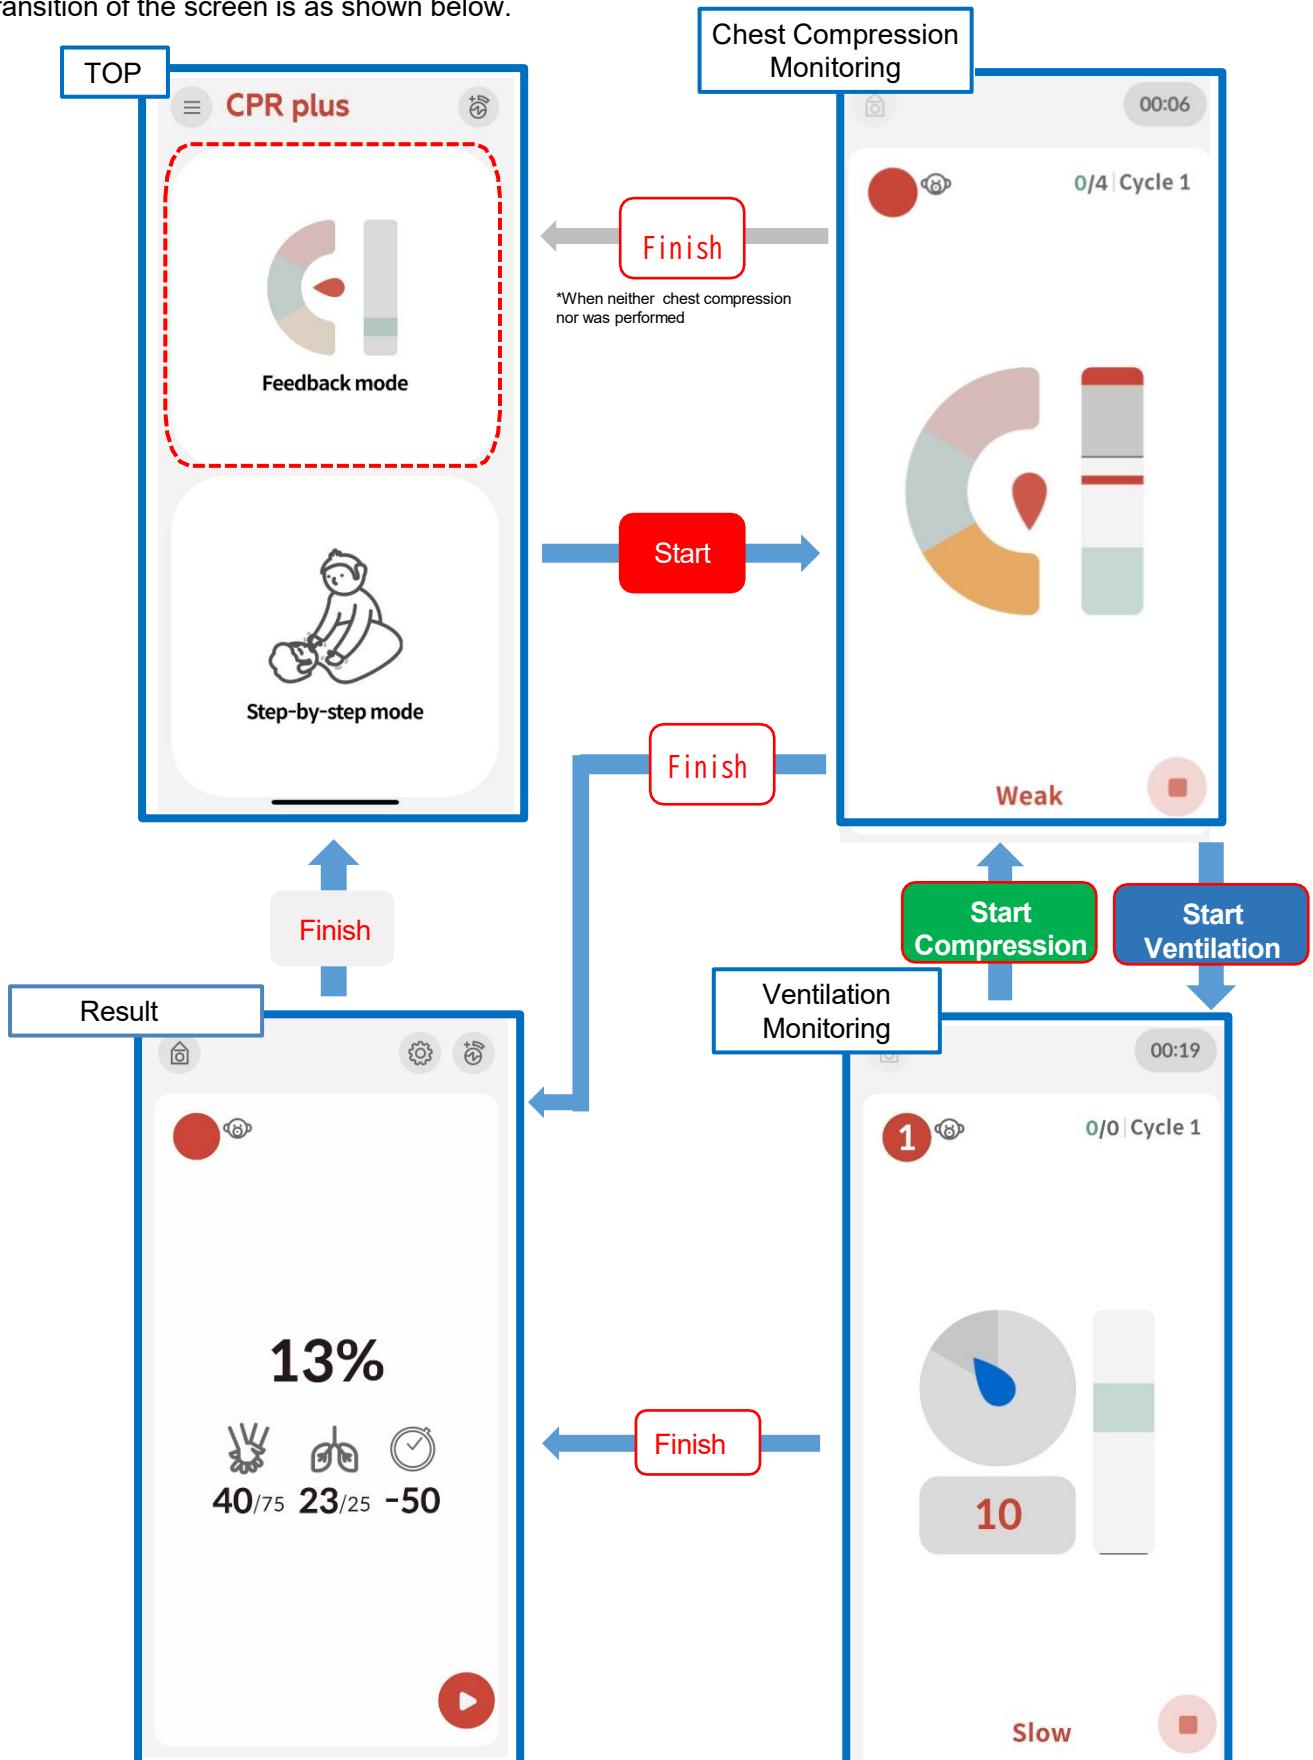 ransition of the screen is as shown below.
Chest Compression
Monitoring
TOP
CPR plus
00:06
0/4 Cycle 1
Finish
*When neither chest compression
nor was performed
Feedback mode
Start
Step-by-step mode
Finish
Weak
Finish
Start
Compression
Start
Ventilation
Result
Ventilation
Monitoring
00:19
1
0/0 Cycle 1
13%
40/75 23/25 -50
Finish
10
Slow